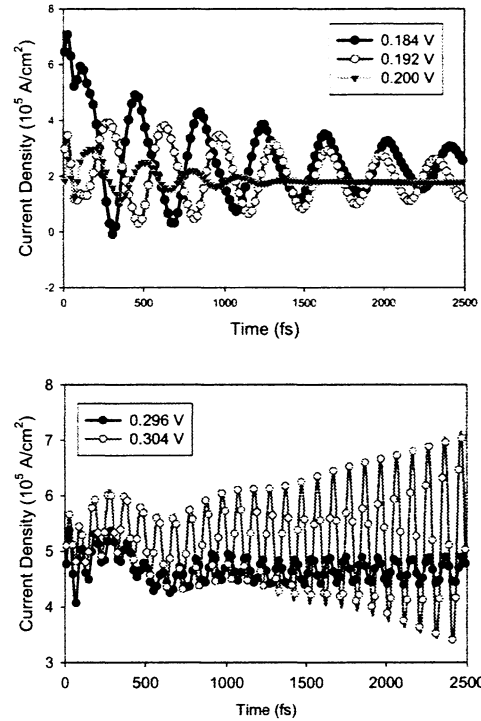 8
6
4
2
0
-2
Current Density (10⁵ A/cm²)
0.184 V
0.192 V
0.200 V
0 500 1000 1500 2000 2500
Time (fs)
8
7
6
5
4
3
Current Density (10⁵ A/cm²)
0.296 V
0.304 V
0 500 1000 1500 2000 2500
Time (fs)